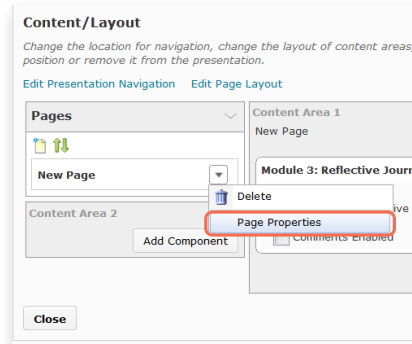 Content/Layout
Change the location for navigation, change the layout of content areas,
position or remove it from the presentation.
Edit Presentation Navigation Edit Page Layout
Pages
New Page
Content Area 1
New Page
Module 3: Reflective Journ
Delete
Page Properties
ive
Comments Enabled
Content Area 2
Add Component
Close